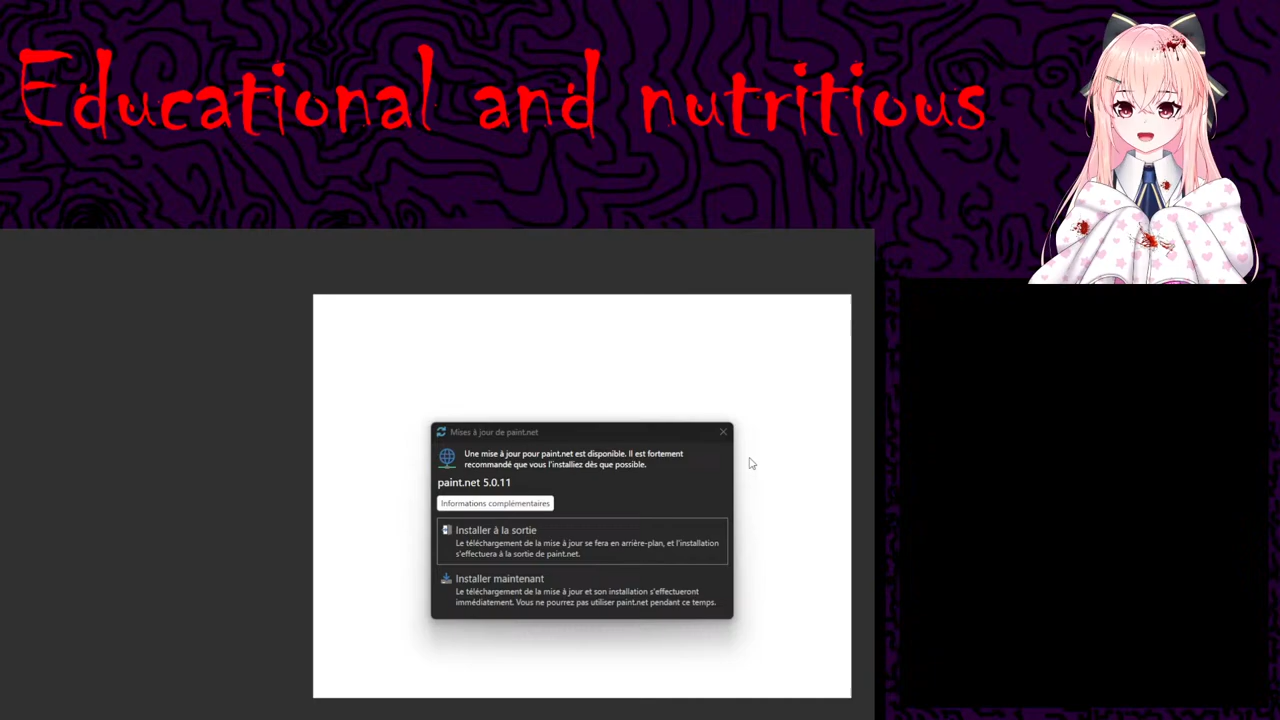 Educational and nutritious
Mises à jour de paint.net
Une mise à jour pour paint.net est disponible. Il est fortement
recommandé que vous l'installiez dès que possible.
paint.net 5.0.11
Informations complémentaires
Installer à la sortie
Le téléchargement de la mise à jour se fera en arrière-plan, et l'installation
s'effectuera à la sortie de paint.net.
Installer maintenant
Le téléchargement de la mise à jour et son installation s'effectueront
immédiatement. Vous ne pourrez pas utiliser paint.net pendant ce temps.